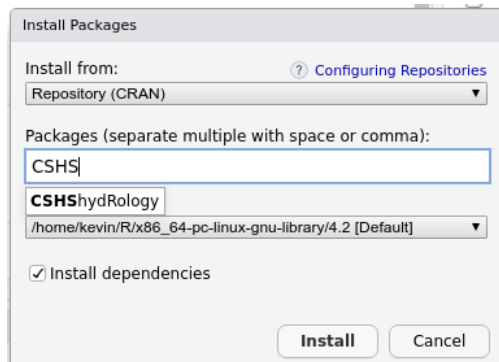 Install Packages
Install from:
? Configuring Repositories
Repository (CRAN)
Packages (separate multiple with space or comma):
CSHS
CSHShydRology
/home/kevin/R/x86_64-pc-linux-gnu-library/4.2 [Default]
Install dependencies
Install Cancel